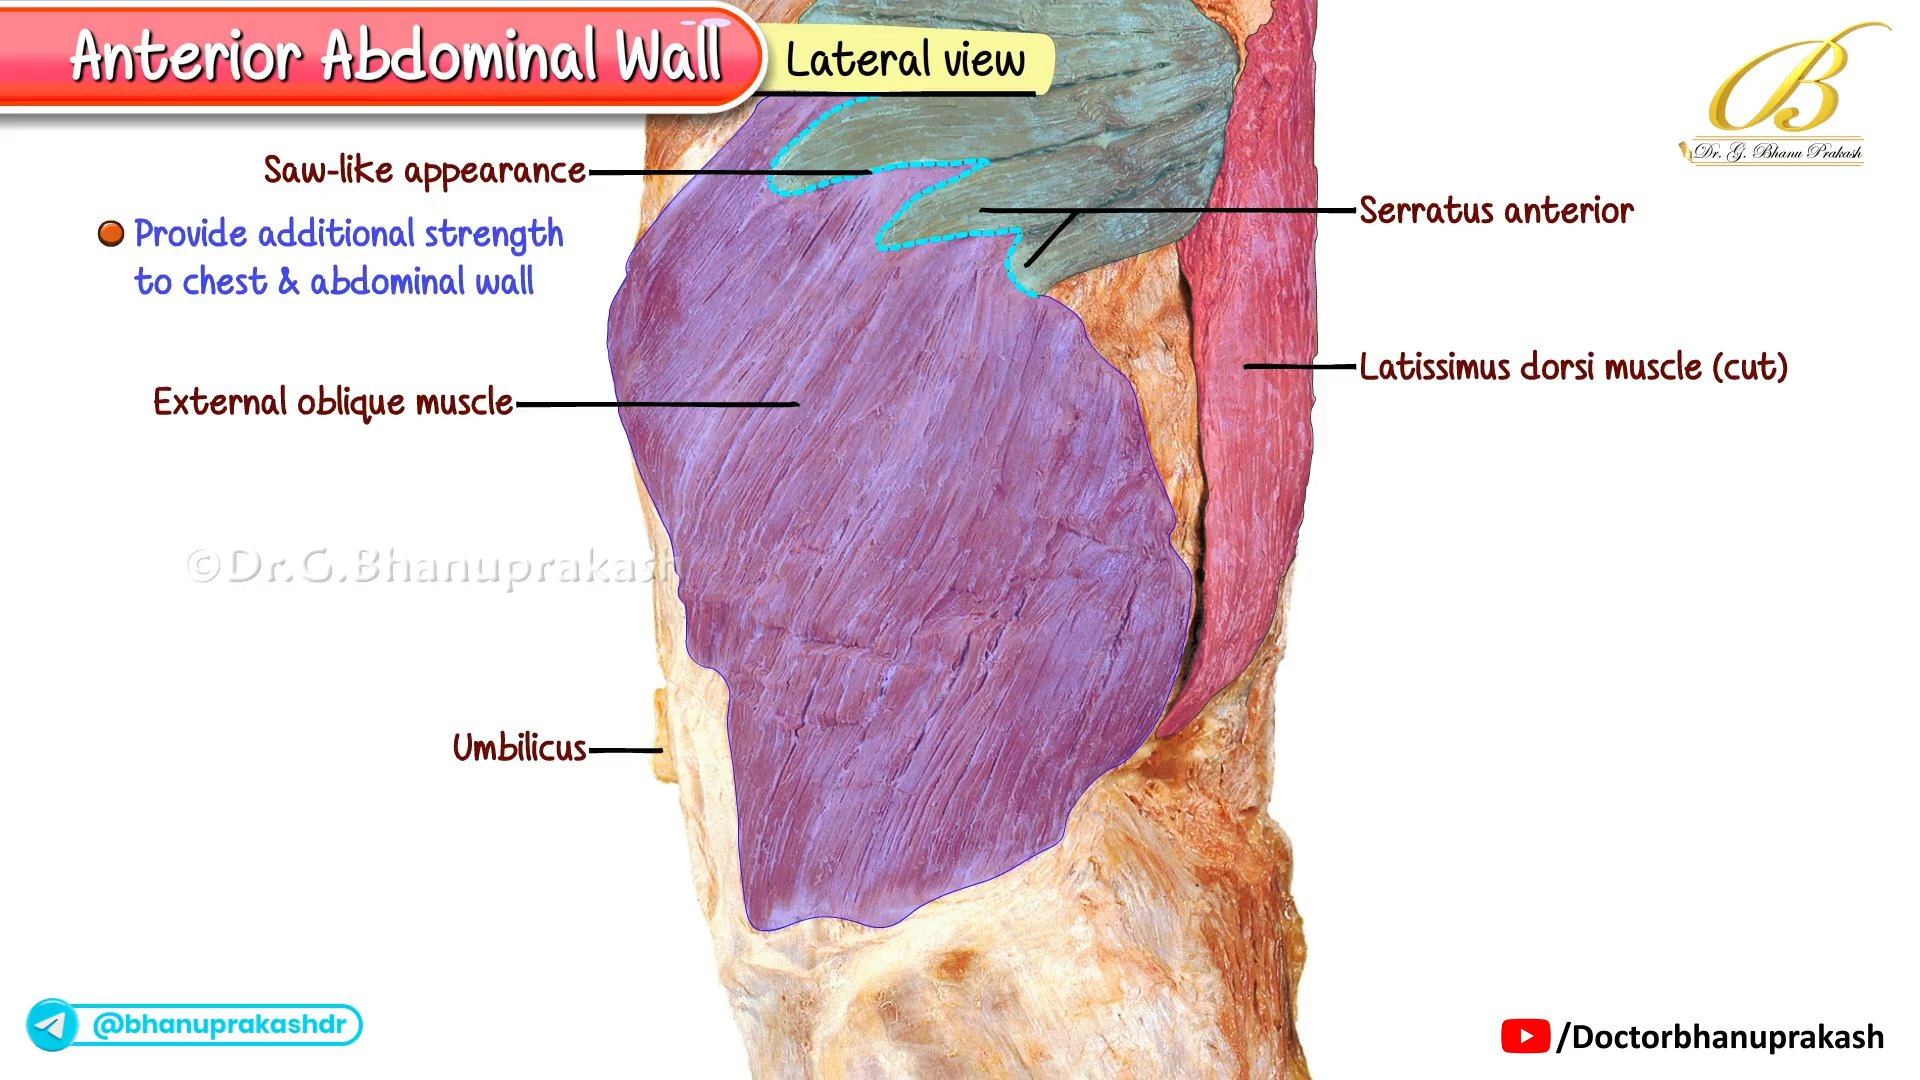 Anterior Abdominal Wall
Lateral view
B
Dr. G. Bhanu Prakash
Saw-like appearance
Provide additional strength
to chest & abdominal wall
Serratus anterior
External oblique muscle
Latissimus dorsi muscle (cut)
©Dr.G.Bhanuprakash
Umbilicus
@bhanuprakashdr
/Doctorbhanuprakash